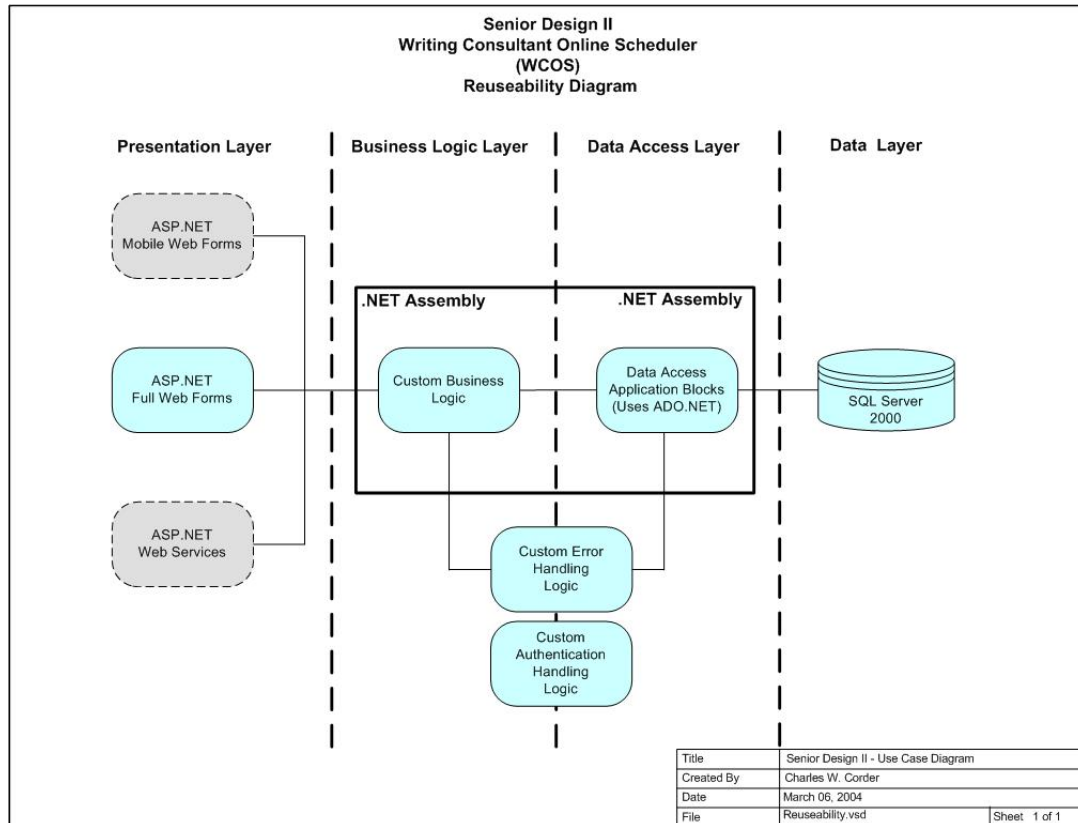 Senior Design II
Writing Consultant Online Scheduler
(WCOS)
Reuseability Diagram
Presentation Layer
Business Logic Layer
Data Access Layer
Data Layer
ASP.NET
Mobile Web Forms
.NET Assembly
.NET Assembly
ASP.NET
Full Web Forms
Custom Business
Logic
Data Access
Application Blocks
(Uses ADO.NET)
SQL Server
2000
ASP.NET
Web Services
Custom Error
Handling
Logic
Custom
Authentication
Handling
Logic
Title Senior Design II - Use Case Diagram
Created By Charles W. Corder
Date March 06, 2004
File Reuseability.vsd Sheet 1 of 1